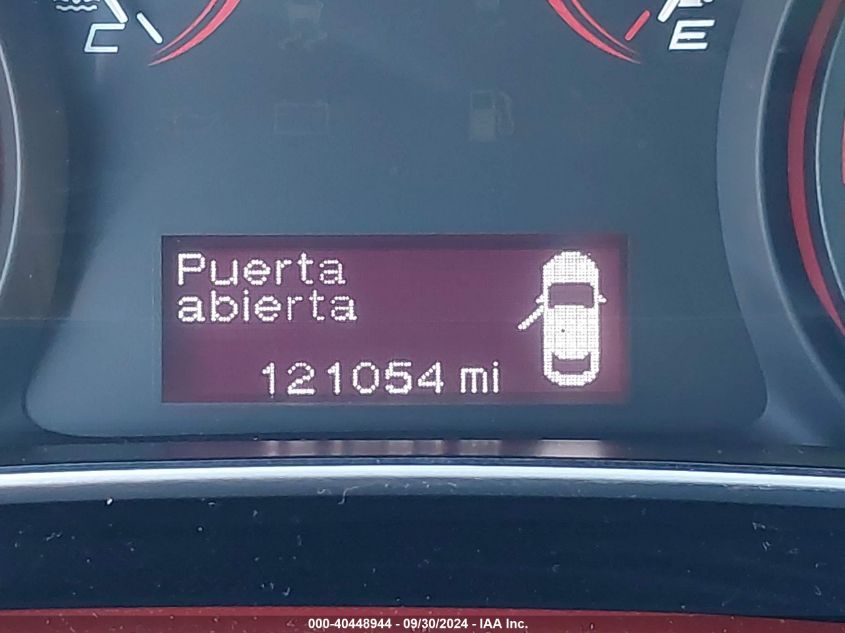 C
E
Puerta
abierta
121054 mi
000-40448944 - 09/30/2024 - IAA Inc.